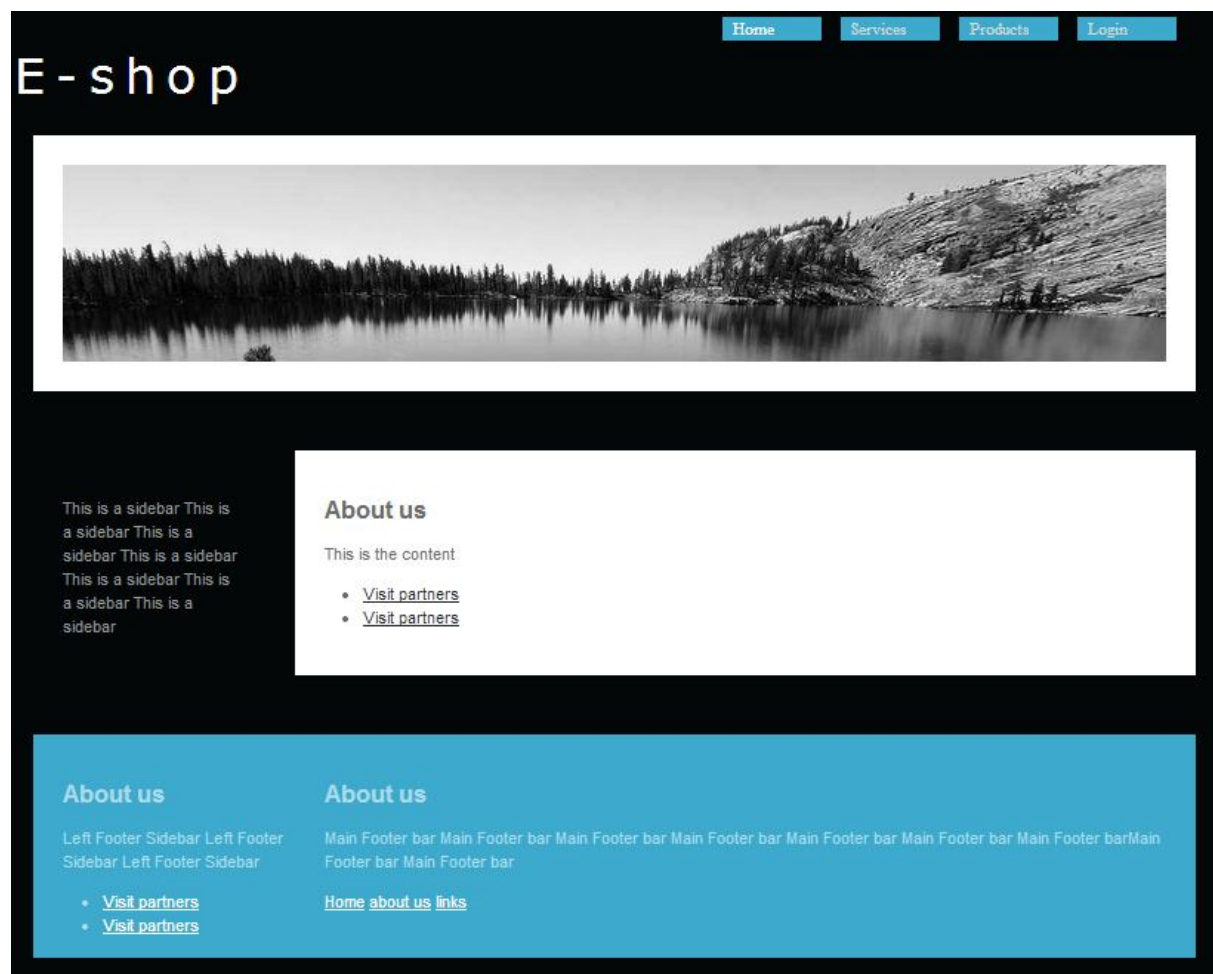 Home Services Products Login
E-shop
This is a sidebar This is
a sidebar This is a
sidebar This is a sidebar
This is a sidebar This is
a sidebar This is a
sidebar
About us
This is the content
Visit partners
Visit partners
About us
Left Footer Sidebar Left Footer
Sidebar Left Footer Sidebar
Visit partners
Visit partners
About us
Main Footer bar Main Footer bar Main Footer bar Main Footer bar Main Footer bar Main Footer bar Main Footer barMain
Footer bar Main Footer bar
Home about us links